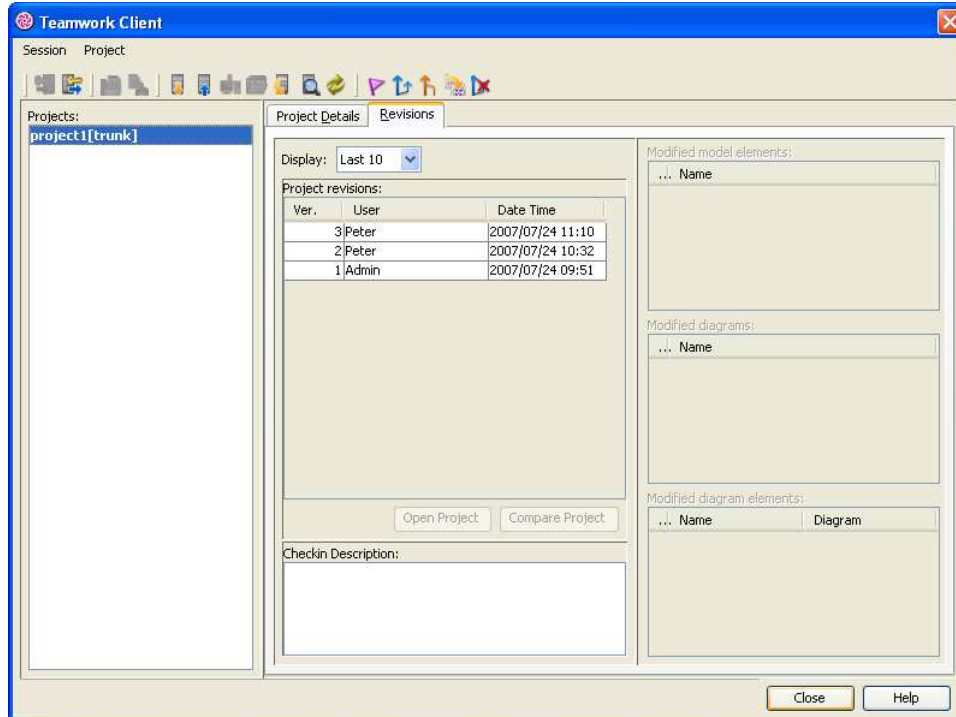 Teamwork Client
Session Project
Projects:
project1[trunk]
Project Details Revisions
Display: Last 10
Project revisions:
Ver. User Date Time
3 Peter 2007/07/24 11:10
2 Peter 2007/07/24 10:32
1 Admin 2007/07/24 09:51
Open Project Compare Project
Checkin Description:
Modified model elements:
... Name
Modified diagrams:
... Name
Modified diagram elements:
... Name Diagram
Close Help